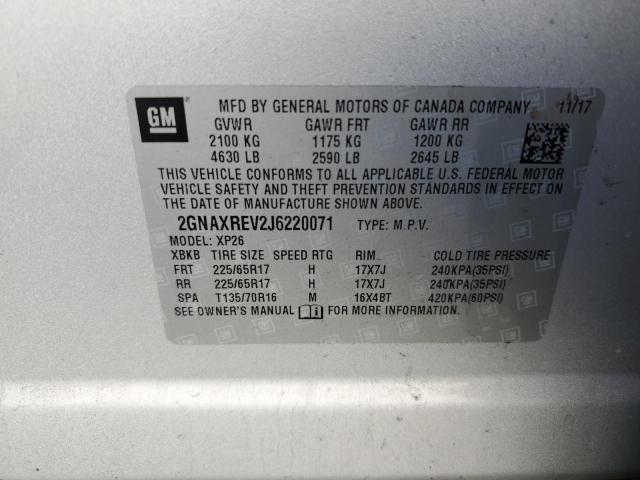 GM
MFD BY GENERAL MOTORS OF CANADA COMPANY 11/17
GVWR GAWR FRT GAWR RR
2100 KG 1175 KG 1200 KG
4630 LB 2590 LB 2645 LB
THIS VEHICLE CONFORMS TO ALL APPLICABLE U.S. FEDERAL MOTOR
VEHICLE SAFETY AND THEFT PREVENTION STANDARDS IN EFFECT ON
THE DATE OF MANUFACTURE SHOWN ABOVE.
2GNAXREV2J6220071 TYPE: M.P.V.
MODEL: XP26
XBKB TIRE SIZE SPEED RTG RIM COLD TIRE PRESSURE
FRT 225/65R17 H 17X7J 240KPA(35PSI)
RR 225/65R17 H 17X7J 240KPA(35PSI)
SPA T135/70R16 M 16X4BT 420KPA(60PSI)
SEE OWNER'S MANUAL FOR MORE INFORMATION.